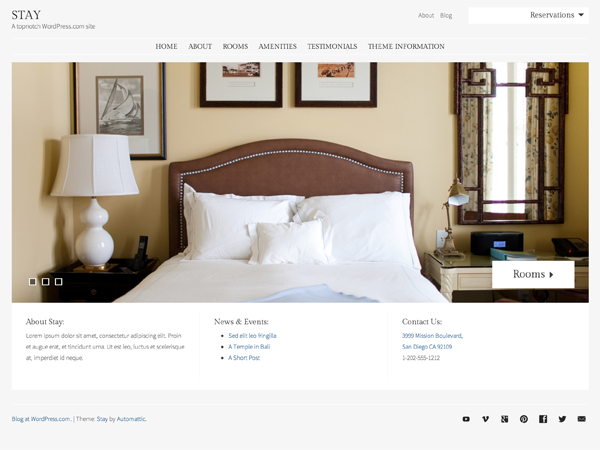 STAY
A topnotch WordPress.com site
About Blog
Reservations
HOME ABOUT ROOMS AMENITIES TESTIMONIALS THEME INFORMATION
Rooms
About Stay:
Lorem ipsum dolor sit amet, consectetur adipiscing elit. Proin
et augue erat, et tincidunt urna. Ut est leo, luctus et scelerisque
at, imperdiet id neque.
News & Events:
Sed elit leo fringilla
A Temple in Bali
A Short Post
Contact Us:
3999 Mission Boulevard,
San Diego CA 92109
1-202-555-1212
Blog at WordPress.com. | Theme: Stay by Automattic.